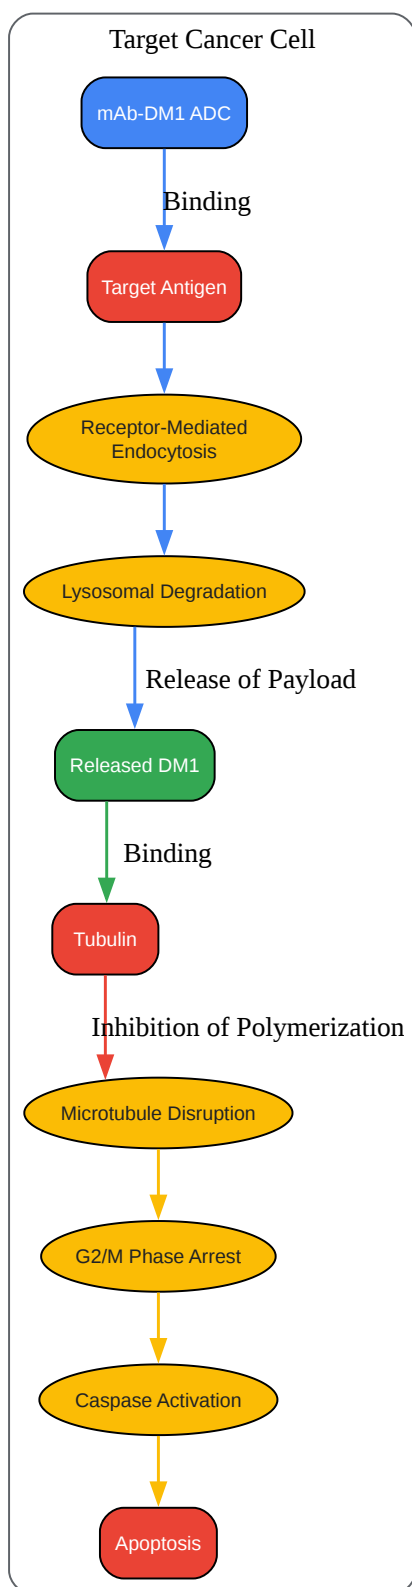 Target Cancer Cell
mAb-DM1 ADC
Binding
Target Antigen
Receptor-Mediated
Endocytosis
Lysosomal Degradation
Release of Payload
Released DM1
Binding
Tubulin
Inhibition of Polymerization
Microtubule Disruption
G2/M Phase Arrest
Caspase Activation
Apoptosis